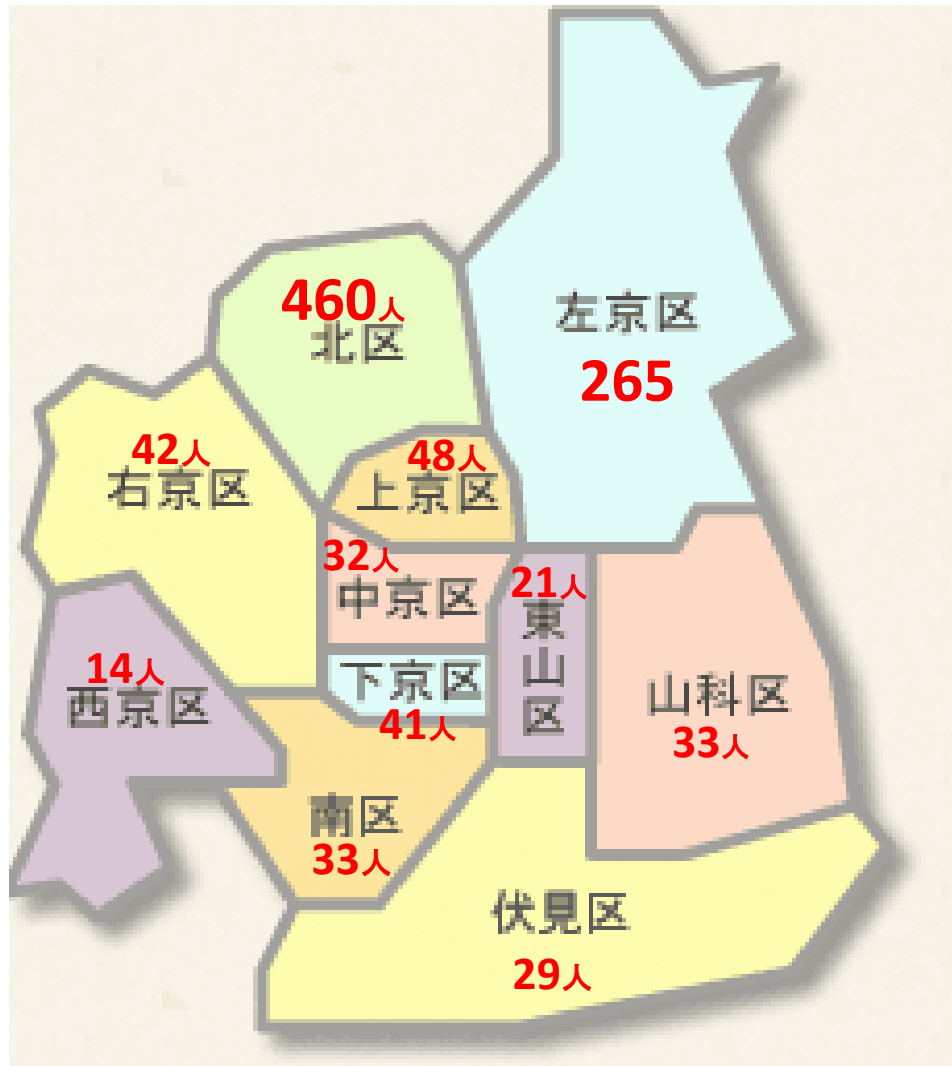 460人
北区
左京区
265
42人
右京区
48人
上京区
32人
中京区
21人
東山区
14人
西京区
下京区
41人
山科区
33人
南区
33人
伏見区
29人